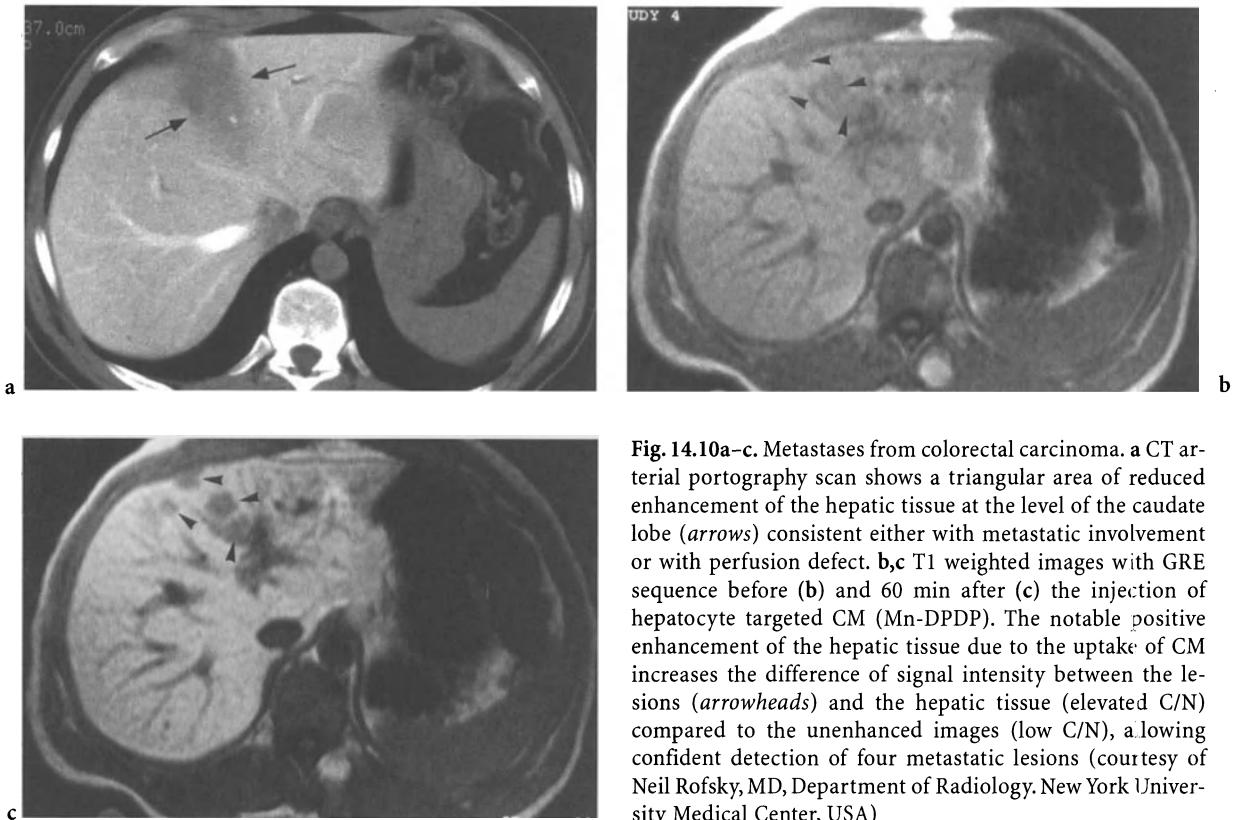 37.0cm
UDY 4
a
b
c
Fig. 14.10a–c. Metastases from colorectal carcinoma. a CT ar-
terial portography scan shows a triangular area of reduced
enhancement of the hepatic tissue at the level of the caudate
lobe (arrows) consistent either with metastatic involvement
or with perfusion defect. b,c T1 weighted images with GRE
sequence before (b) and 60 min after (c) the injection of
hepatocyte targeted CM (Mn-DPDP). The notable positive
enhancement of the hepatic tissue due to the uptake of CM
increases the difference of signal intensity between the le-
sions (arrowheads) and the hepatic tissue (elevated C/N)
compared to the unenhanced images (low C/N), allowing
confident detection of four metastatic lesions (courtesy of
Neil Rofsky, MD, Department of Radiology. New York Univer-
sity Medical Center, USA)